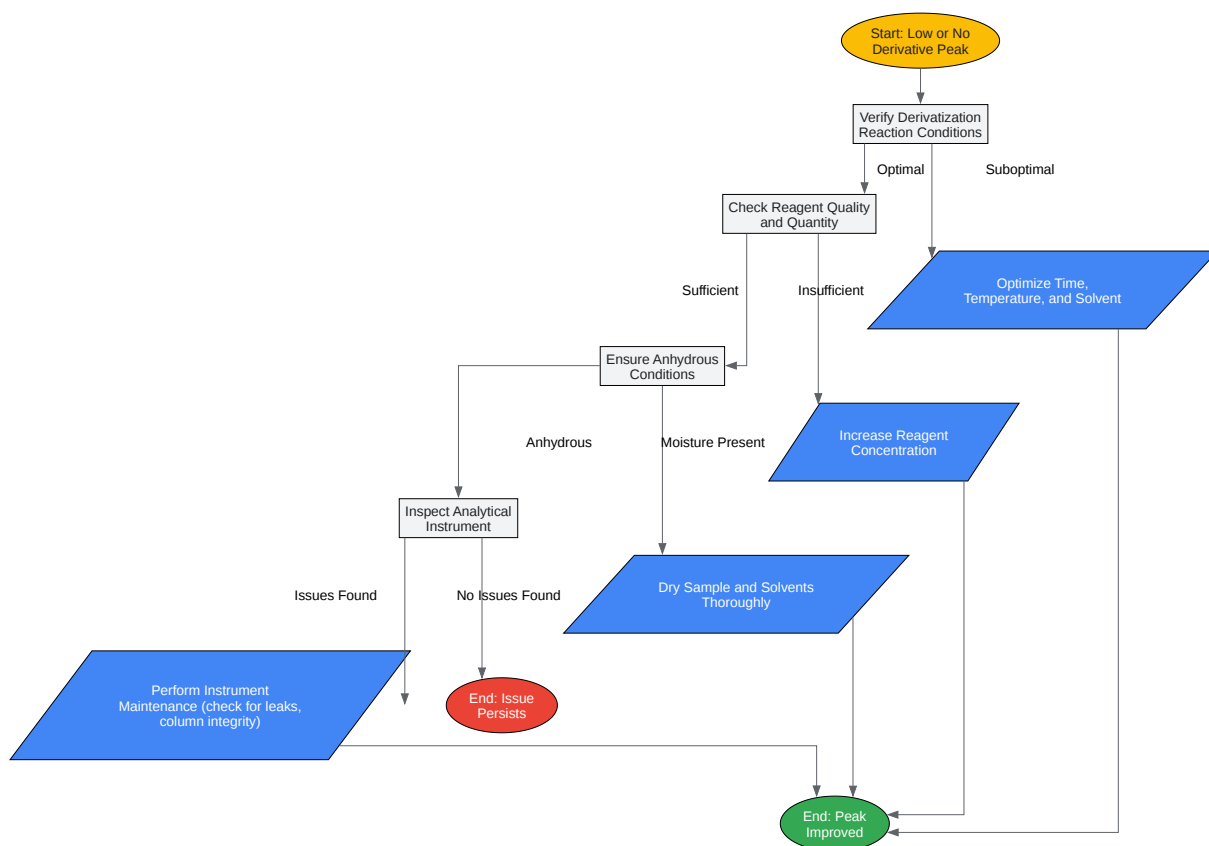 Start: Low or No
Derivative Peak
Verify Derivatization
Reaction Conditions
Optimal
Suboptimal
Check Reagent Quality
and Quantity
Optimize Time,
Temperature, and Solvent
Sufficient
Insufficient
Ensure Anhydrous
Conditions
Increase Reagent
Concentration
Anhydrous
Moisture Present
Inspect Analytical
Instrument
Dry Sample and Solvents
Thoroughly
Issues Found
No Issues Found
Perform Instrument
Maintenance (check for leaks,
column integrity)
End: Issue
Persists
End: Peak
Improved